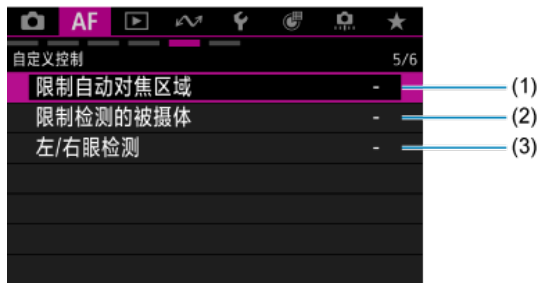 AF
自定义控制 5/6
限制自动对焦区域 - (1)
限制检测的被摄体 - (2)
左/右眼检测 - (3)